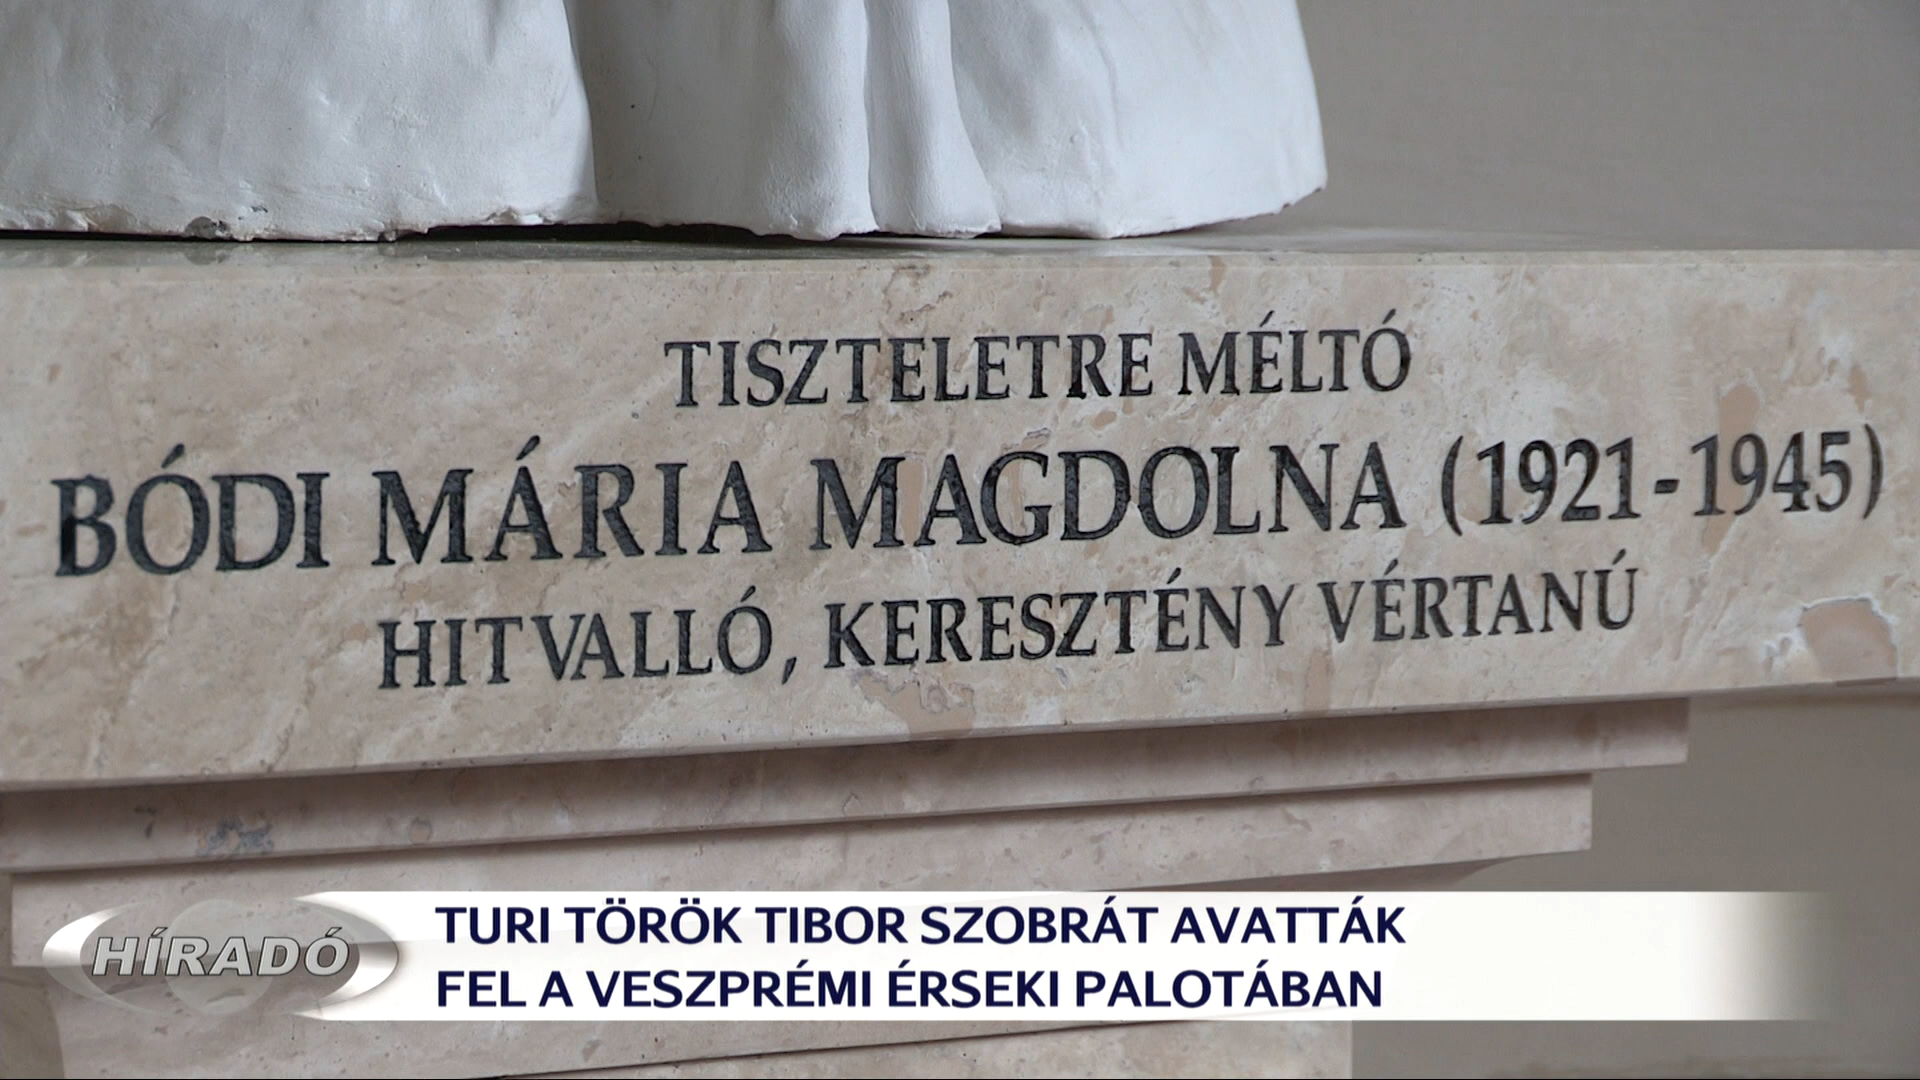 TISZTELETRE MÉLTÓ
BÓDI MÁRIA MAGDOLNA (1921-1945)
HITVALLÓ, KERESZTÉNY VÉRTANÚ
HÍRADÓ
TURI TÖRÖK TIBOR SZOBRÁT AVATTÁK
FEL A VESZPRÉMI ÉRSEKI PALOTÁBAN